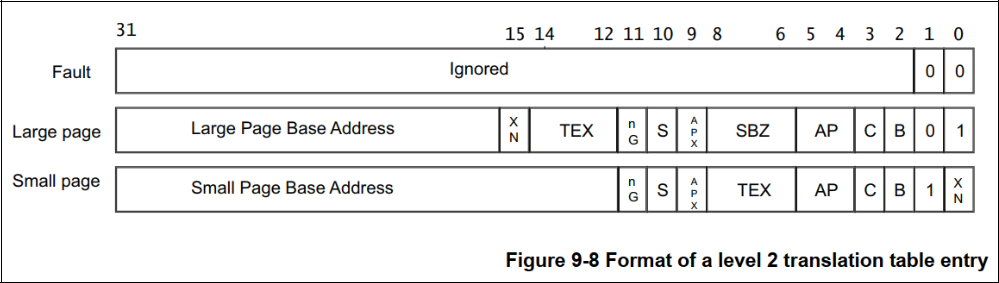 31 15 14 12 11 10 9 8 6 5 4 3 2 1 0
Fault Ignored 0 0
Large page Large Page Base Address XN TEX nG S APX SBZ AP C B 0 1
Small page Small Page Base Address nG S APX TEX AP C B 1 XN
Figure 9-8 Format of a level 2 translation table entry